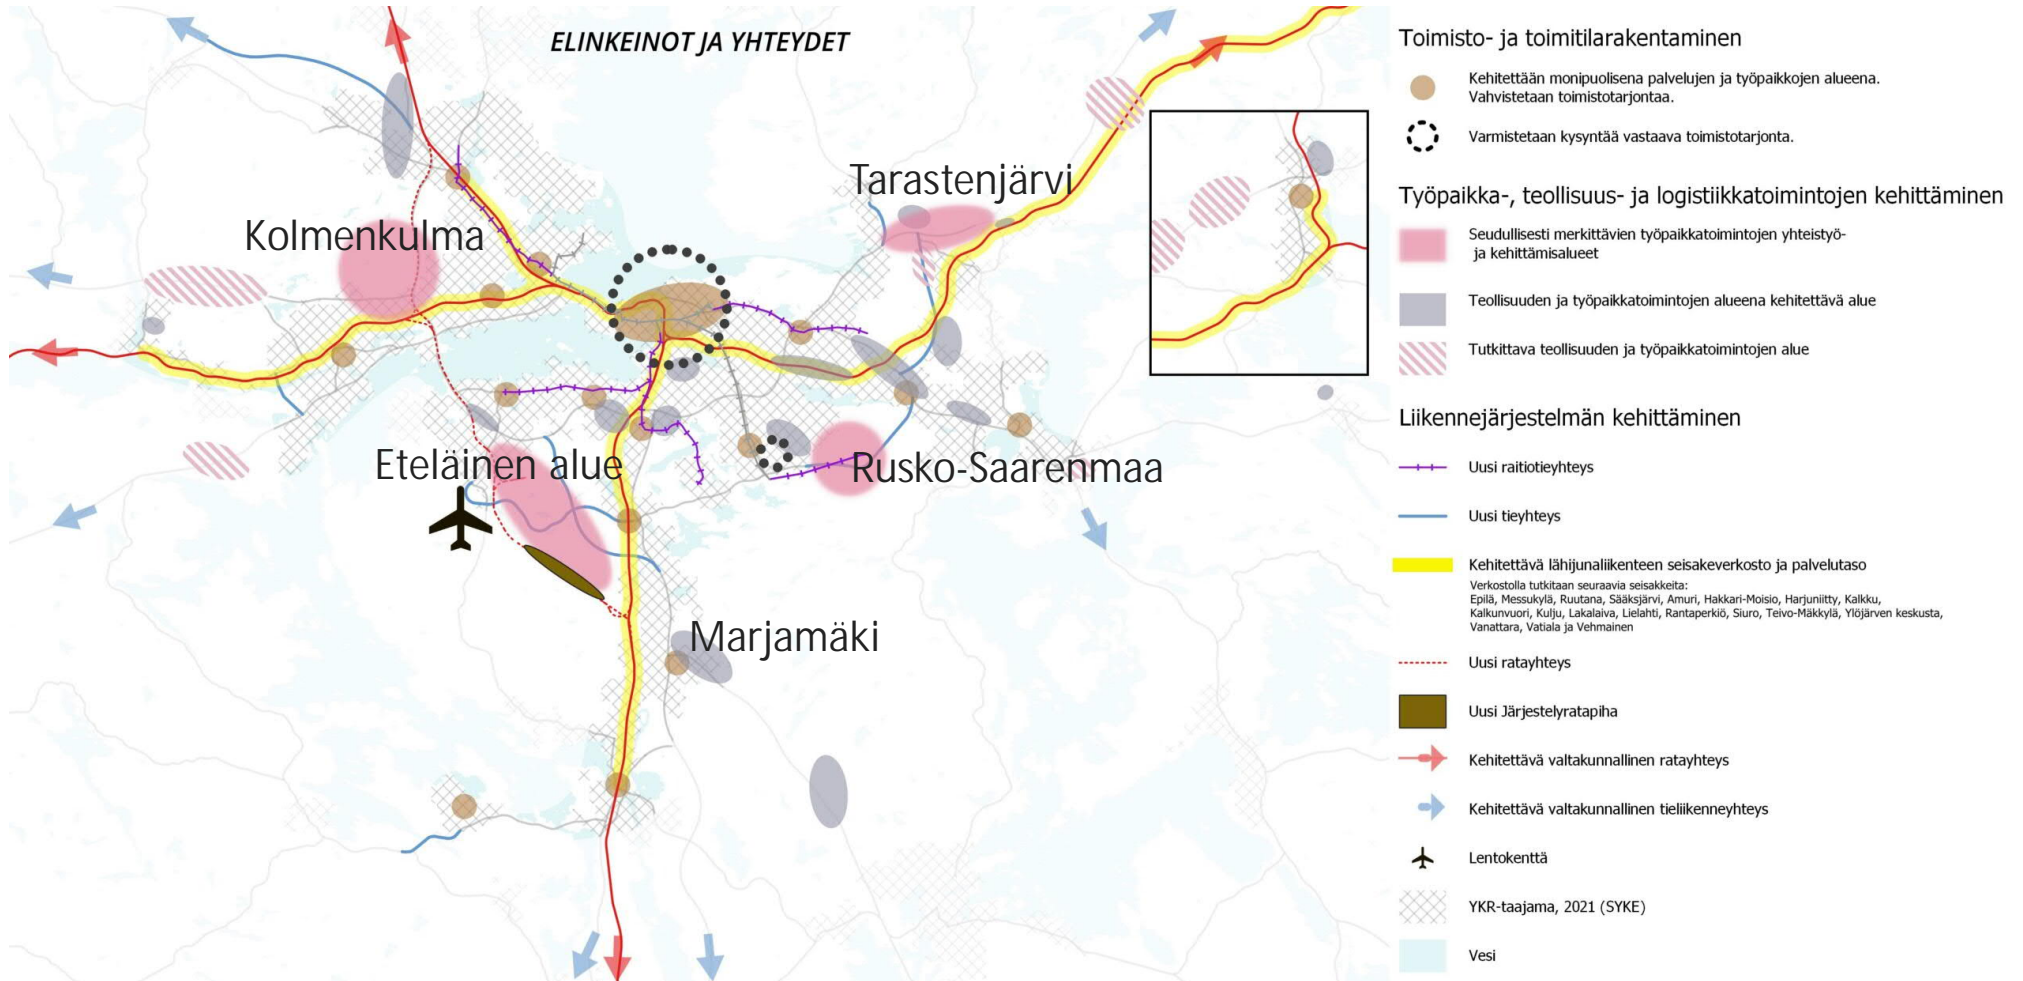 ELINKEINOT JA YHTEYDET
Tarastenjärvi
Kolmenkulma
Eteläinen alue
Rusko-Saarenmaa
Marjamäki
Toimisto- ja toimitilarakentaminen
Kehitettään monipuolisena palvelujen ja työpaikkojen alueena.
Vahvistetaan toimistotarjontaa.
Varmistetaan kysyntää vastaava toimistotarjonta.
Työpaikka-, teollisuus- ja logistiikkatoimintojen kehittäminen
Seudullisesti merkittävien työpaikkatoimintojen yhteistyö-
ja kehittämisalueet
Teollisuuden ja työpaikkatoimintojen alueena kehitettävä alue
Tutkittava teollisuuden ja työpaikkatoimintojen alue
Liikennejärjestelmän kehittäminen
Uusi raitiotieyhteys
Uusi tieyhteys
Kehitettävä lähijunaliikenteen seisakeverkosto ja palvelutaso
Verkostolla tutkitaan seuraavia seisakkeita:
Epilä, Messukylä, Ruutana, Sääksjärvi, Amuri, Hakkari-Moisio, Harjuniitty, Kalkku,
Kalkunvuori, Kulju, Lakalaiva, Lielahti, Rantaperkiö, Siuro, Teivo-Mäkkylä, Ylöjärven keskusta,
Vanattara, Vatiala ja Vehmainen
Uusi ratayhteys
Uusi Järjestelyratapiha
Kehitettävä valtakunnallinen ratayhteys
Kehitettävä valtakunnallinen tieliikenneyhteys
Lentokenttä
YKR-taajama, 2021 (SYKE)
Vesi